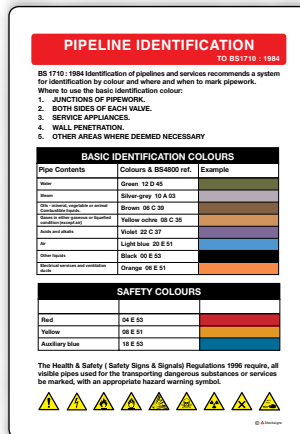 PIPELINE IDENTIFICATION
TO BS1710 : 1984
BS 1710 : 1984 Identification of pipelines and services recommends a system
for identification by colour and where and when to mark pipework.
Where to use the basic identification colour:
1. JUNCTIONS OF PIPEWORK.
2. BOTH SIDES OF EACH VALVE.
3. SERVICE APPLIANCES.
4. WALL PENETRATION.
5. OTHER AREAS WHERE DEEMED NECESSARY
BASIC IDENTIFICATION COLOURS
Pipe Contents Colours & BS4800 ref. Example
Water Green 12 D 45
Steam Silver-grey 10 A 03
Oils - mineral, vegetable or animal
Combustible liquids. Brown 06 C 39
Gases in either gaseous or liquefied
condition (except air) Yellow ochre 08 C 35
Acids and alkalis Violet 22 C 37
Air Light blue 20 E 51
Other liquids Black 00 E 53
Electrical services and ventilation
ducts Orange 06 E 51
SAFETY COLOURS
Red 04 E 53
Yellow 08 E 51
Auxiliary blue 18 E 53
The Health & Safety ( Safety Signs & Signals) Regulations 1996 require, all
visible pipes used for the transporting dangerous substances or services
be marked, with an appropriate hazard warning symbol.